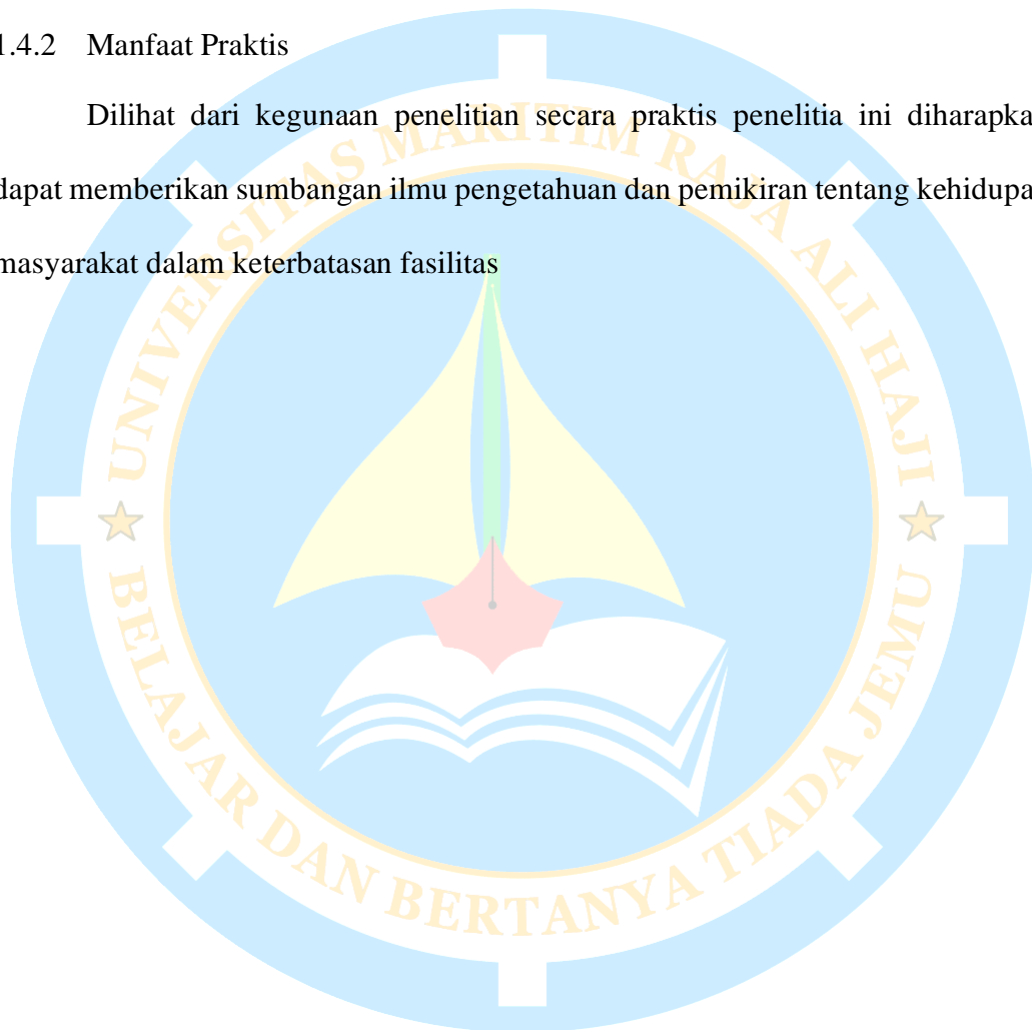 1.4.2 Manfaat Praktis
Dilihat dari kegunaan penelitian secara praktis penelitia ini diharapka
dapat memberikan sumbangan ilmu pengetahuan dan pemikiran tentang kehidupa
masyarakat dalam keterbatasan fasilitas
UNIVERSITAS MARITIM RAJA ALI HAJI
BELAJAR DAN BERTANYA TIADA JEMU